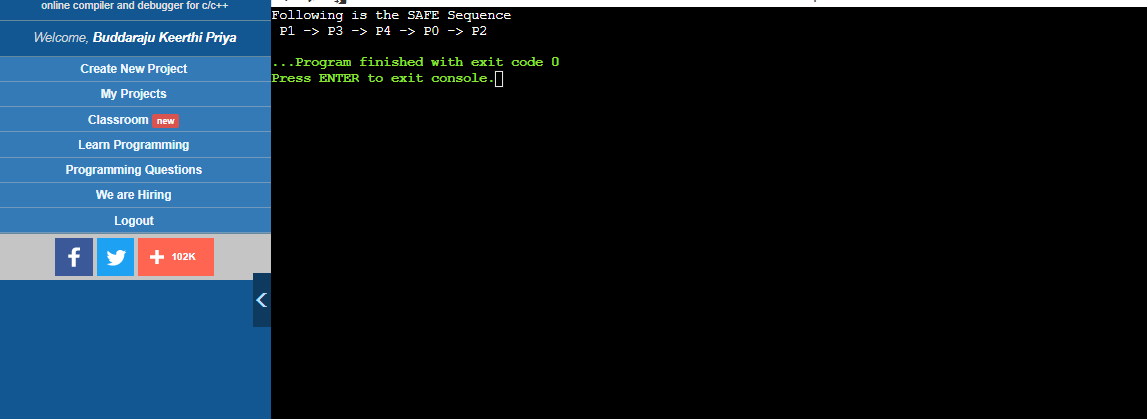 online compiler and debugger for c/c++
Welcome, Buddaraju Keerthi Priya
Create New Project
My Projects
Classroom new
Learn Programming
Programming Questions
We are Hiring
Logout
f + 102K
Following is the SAFE Sequence
P1 -> P3 -> P4 -> P0 -> P2
...Program finished with exit code 0
Press ENTER to exit console.